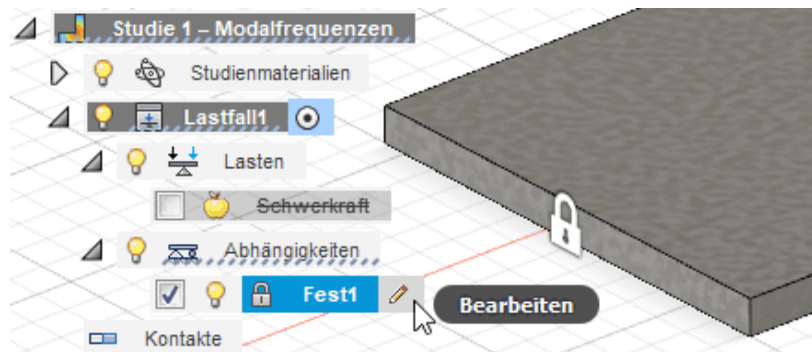 Studie 1 – Modalfrequenzen
Studienmaterialien
Lastfall1
Lasten
Schwerkraft
Abhängigkeiten
Fest1
Bearbeiten
Kontakte